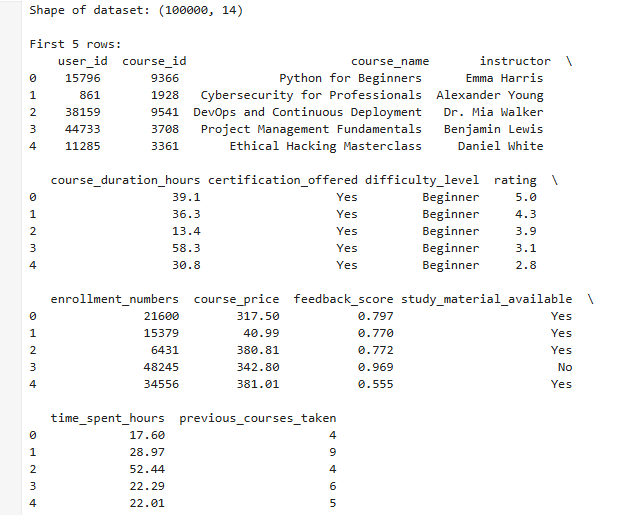 Shape of dataset: (100000, 14)
First 5 rows:
user_id course_id course_name instructor \
0 15796 9366 Python for Beginners Emma Harris
1 861 1928 Cybersecurity for Professionals Alexander Young
2 38159 9541 DevOps and Continuous Deployment Dr. Mia Walker
3 44733 3708 Project Management Fundamentals Benjamin Lewis
4 11285 3361 Ethical Hacking Masterclass Daniel White
course_duration_hours certification_offered difficulty_level rating \
0 39.1 Yes Beginner 5.0
1 36.3 Yes Beginner 4.3
2 13.4 Yes Beginner 3.9
3 58.3 Yes Beginner 3.1
4 30.8 Yes Beginner 2.8
enrollment_numbers course_price feedback_score study_material_available \
0 21600 317.50 0.797 Yes
1 15379 40.99 0.770 Yes
2 6431 380.81 0.772 Yes
3 48245 342.80 0.969 No
4 34556 381.01 0.555 Yes
time_spent_hours previous_courses_taken
0 17.60 4
1 28.97 9
2 52.44 4
3 22.29 6
4 22.01 5